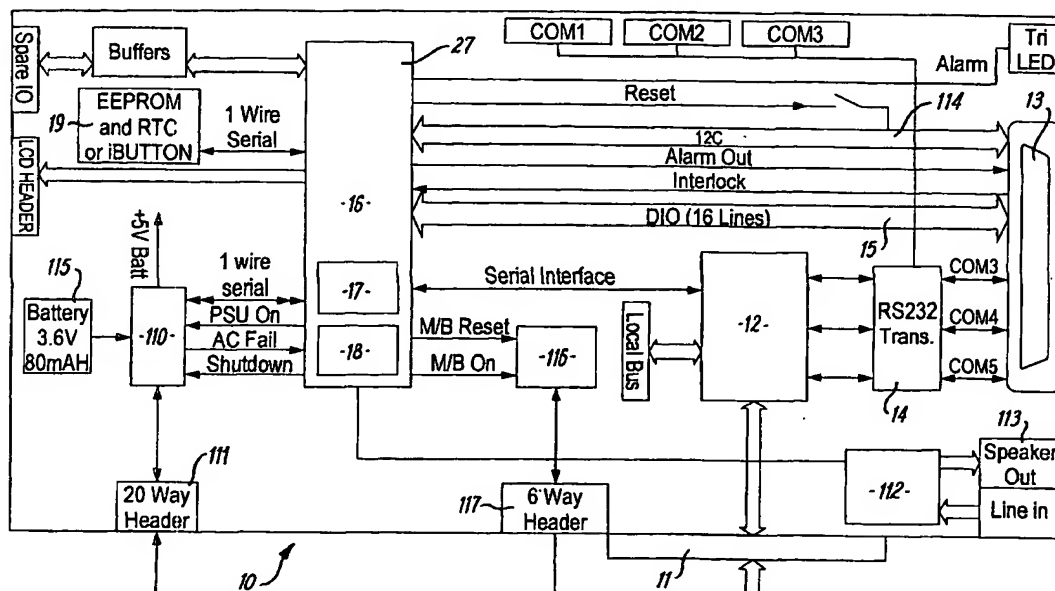 COM1
COM2
COM3
Tri
LED
Alarm
27
Spare IO
Buffers
Reset
114
13
19
EEPROM
and RTC
or iBUTTON
1 Wire
Serial
12C
Alarm Out
Interlock
LCD HEADER
-16-
DIO (16 Lines)
15
+5V Batt
115
1 wire
serial
-17-
Serial Interface
COM3
Battery
3.6V
80mAH
-110-
PSU On
AC Fail
Shutdown
-18-
M/B Reset
M/B On
-116-
Local Bus
-12-
RS232
Trans.
COM4
COM5
14
111
20 Way
Header
117
6 Way
Header
-112-
113
Speaker
Out
Line in
10
11